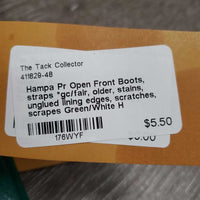 The Tack Collector
411829-48
Hampa Pr Open Front Boots,
straps *gc/fair, older, stains,
unglued lining edges, scratches,
scrapes Green/White H
$5.50
176WYF